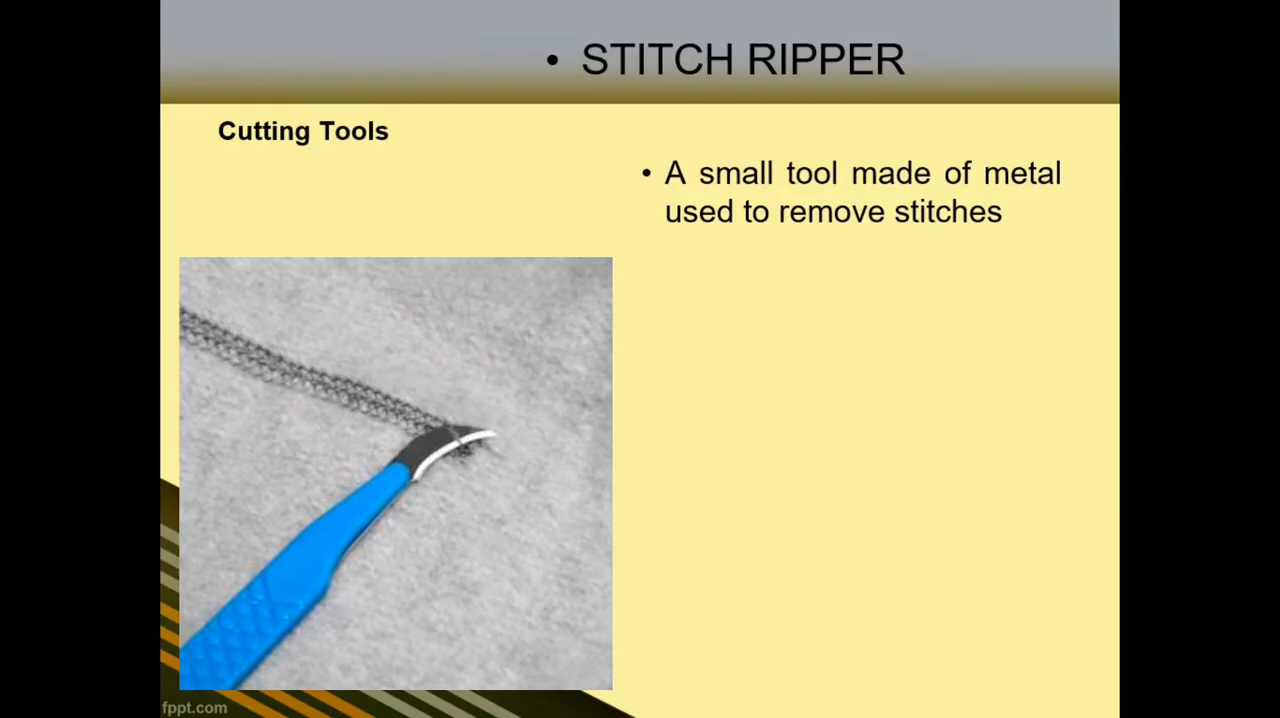 • STITCH RIPPER
Cutting Tools
• A small tool made of metal
used to remove stitches
fppt.com